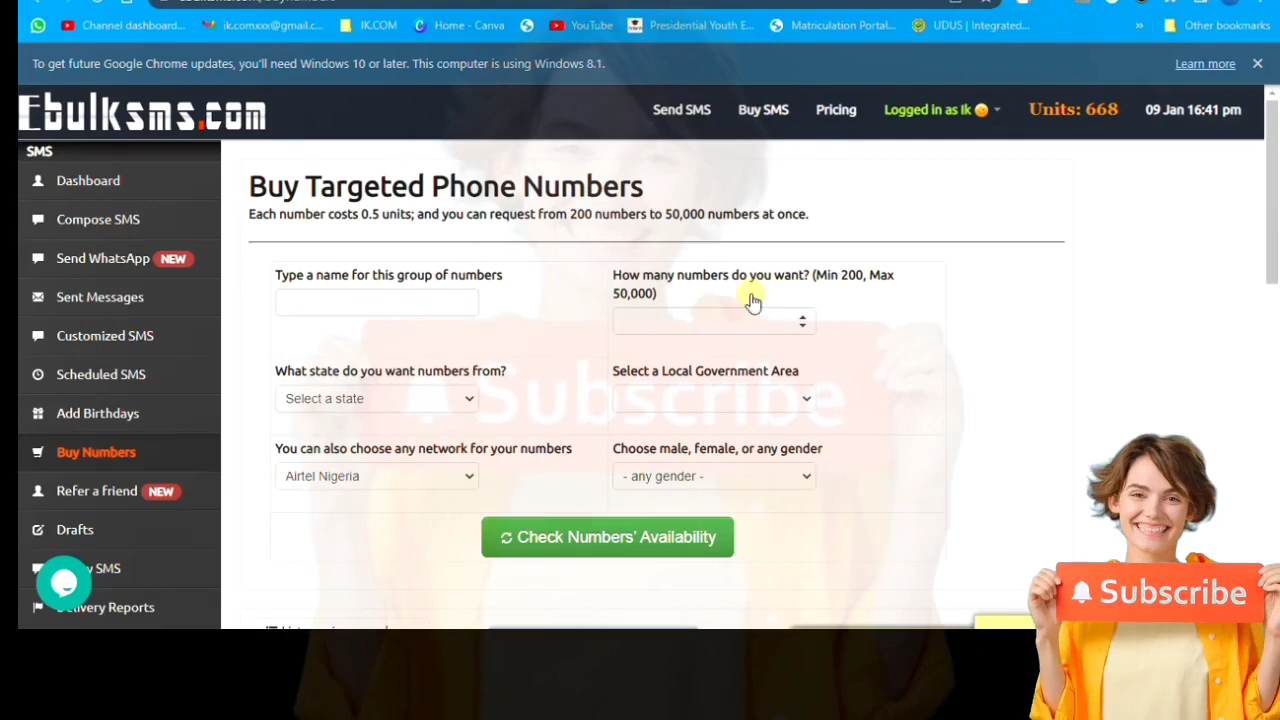 Channel dashboard...
ik.comxxx@gmail.c...
IK.COM
Home - Canva
YouTube
Presidential Youth E...
Matriculation Portal...
UDUS | Integrated...
»
Other bookmarks
To get future Google Chrome updates, you'll need Windows 10 or later. This computer is using Windows 8.1.
Learn more
Ebulksms.com
Send SMS
Buy SMS
Pricing
Logged in as Ik
Units: 668
09 Jan 16:41 pm
SMS
Dashboard
Compose SMS
Send WhatsApp NEW
Sent Messages
Customized SMS
Scheduled SMS
Add Birthdays
Buy Numbers
Refer a friend NEW
Drafts
SMS
Delivery Reports
Buy Targeted Phone Numbers
Each number costs 0.5 units; and you can request from 200 numbers to 50,000 numbers at once.
Type a name for this group of numbers
How many numbers do you want? (Min 200, Max
50,000)
What state do you want numbers from?
Select a state
Select a Local Government Area
You can also choose any network for your numbers
Airtel Nigeria
Choose male, female, or any gender
- any gender -
Check Numbers' Availability
Subscribe
Subscribe